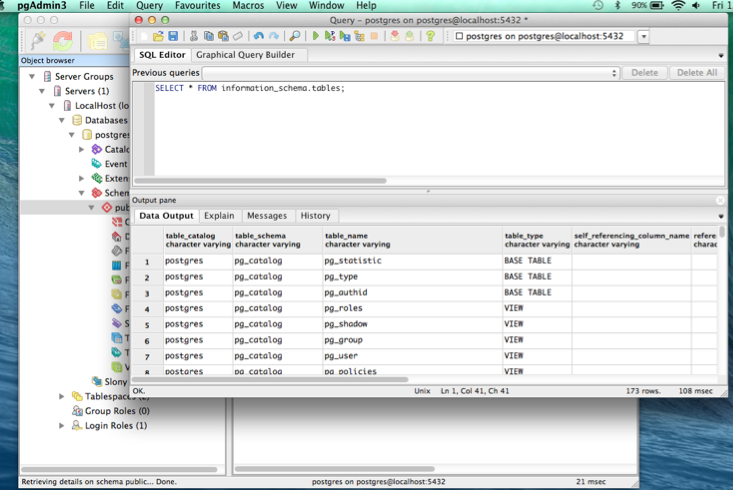 pgAdmin3 File Edit Query Favourites Macros View Window Help 90% Fri 1
Query - postgres on postgres@localhost:5432 *
postgres on postgres@localhost:5432
SQL Editor Graphical Query Builder
Previous queries Delete Delete All
SELECT * FROM information_schema.tables;
Object browser
Server Groups
Servers (1)
LocalHost (lo
Databases
postgres
Catalo
Event
Exten
Schem
pub
C
D
F
F
F
F
F
S
T
T
V
Slony
Tablespaces (2)
Group Roles (0)
Login Roles (1)
Output pane
Data Output Explain Messages History
table_catalog table_schema table_name table_type self_referencing_column_name refere
character varying character varying character varying character varying character varying charac
1 postgres pg_catalog pg_statistic BASE TABLE
2 postgres pg_catalog pg_type BASE TABLE
3 postgres pg_catalog pg_authid BASE TABLE
4 postgres pg_catalog pg_roles VIEW
5 postgres pg_catalog pg_shadow VIEW
6 postgres pg_catalog pg_group VIEW
7 postgres pg_catalog pg_user VIEW
8 postgres pg_catalog pg_policies VIEW
OK. Unix Ln 1, Col 41, Ch 41 173 rows. 108 msec
Retrieving details on schema public... Done. postgres on postgres@localhost:5432 21 msec